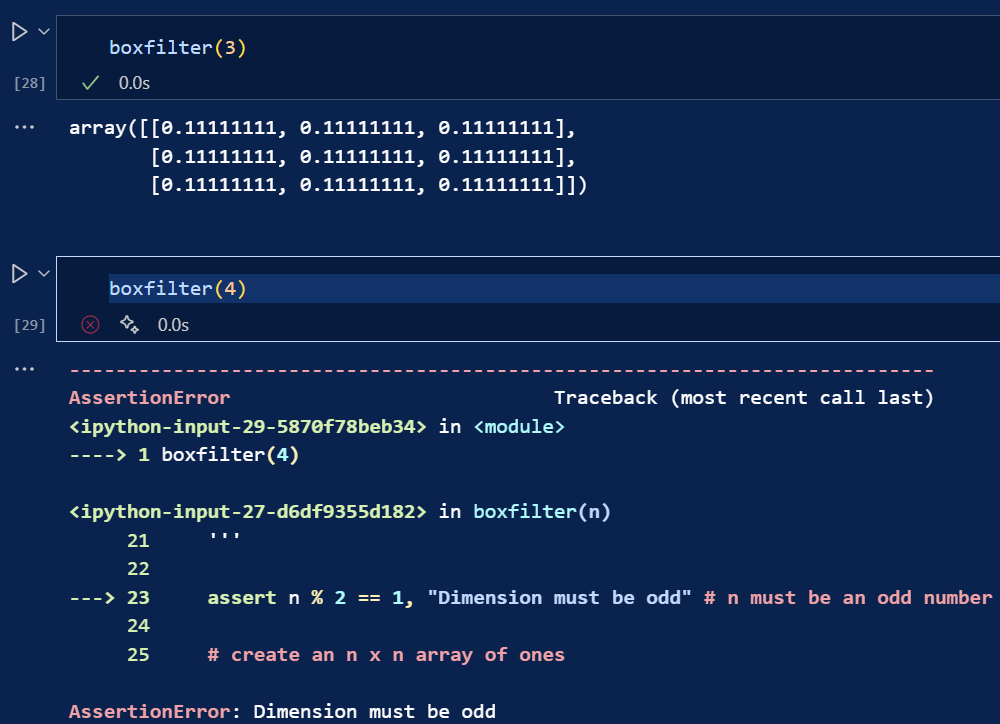 boxfilter(3)
[28] 0.0s
... array([[0.11111111, 0.11111111, 0.11111111],
[0.11111111, 0.11111111, 0.11111111],
[0.11111111, 0.11111111, 0.11111111]])
boxfilter(4)
[29] 0.0s
... ---------------------------------------------------------------------------
AssertionError Traceback (most recent call last)
<ipython-input-29-5870f78beb34> in <module>
----> 1 boxfilter(4)
<ipython-input-27-d6df9355d182> in boxfilter(n)
21 '''
22
---> 23 assert n % 2 == 1, "Dimension must be odd" # n must be an odd number
24
25 # create an n x n array of ones
AssertionError: Dimension must be odd